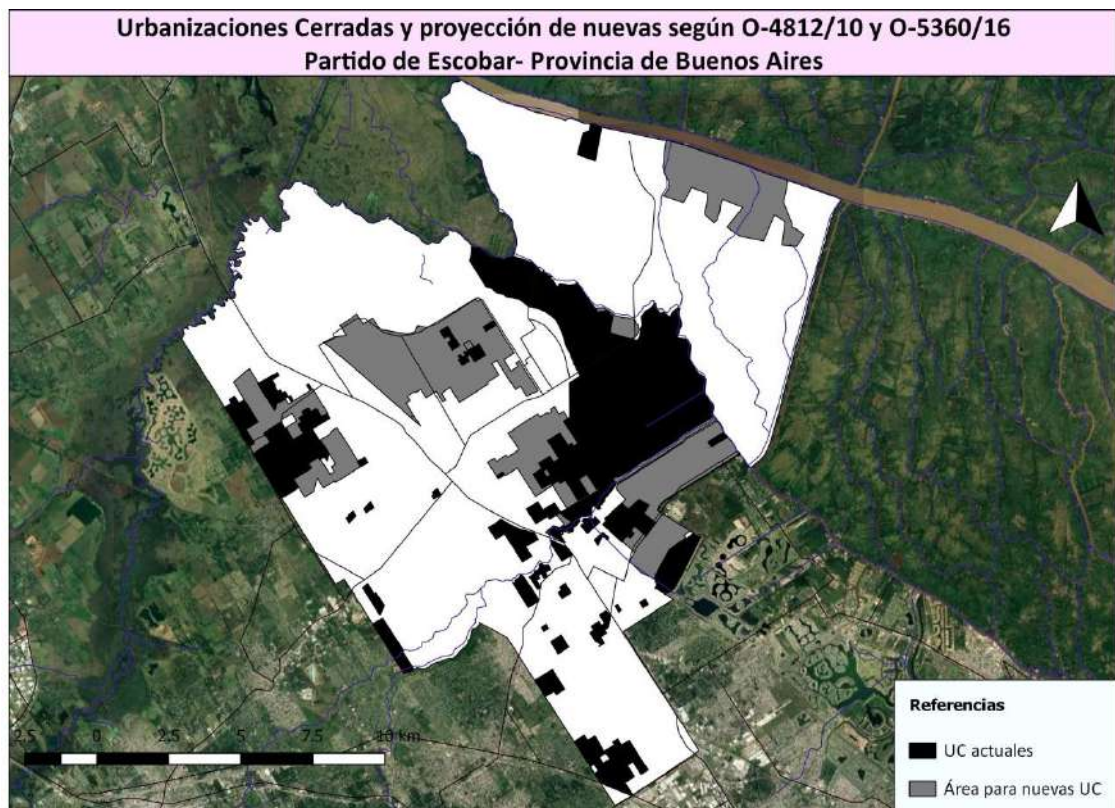 Urbanizaciones Cerradas y proyección de nuevas según O-4812/10 y O-5360/16
Partido de Escobar- Provincia de Buenos Aires
2.5 0 2.5 5 7.5 10 km
Referencias
UC actuales
Área para nuevas UC